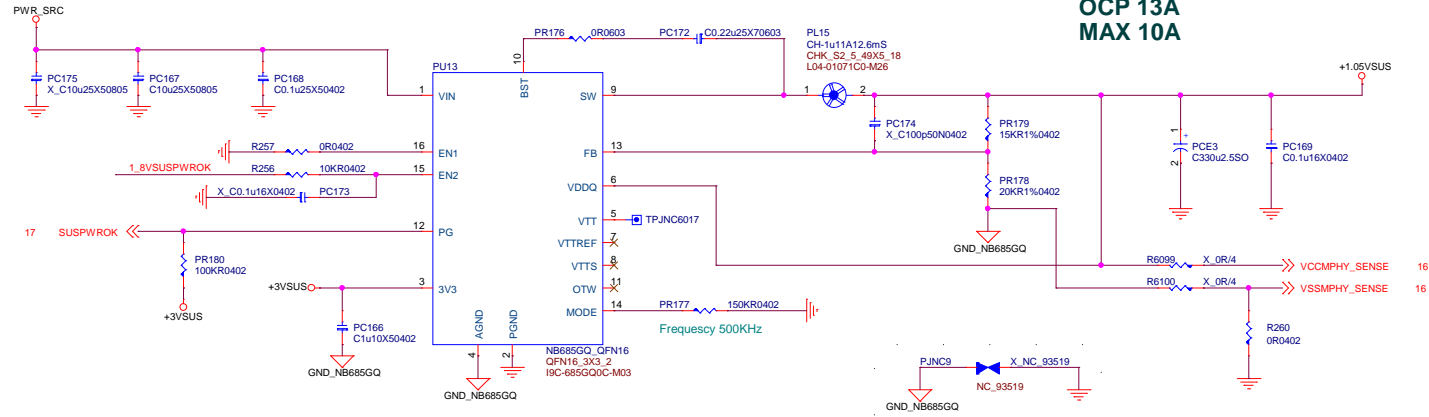 OCP 13A
MAX 10A
PWR_SRC
PR176
0R0603
PC172
C0.22u25X70603
PL15
CH-1u11A12.6mS
CHK_S2_5_49X5_18
L04-01071C0-M26
+1.05VSUS
PC175
X_C10u25X50805
PC167
C10u25X50805
PC168
C0.1u25X50402
PU13
10
BST
1
VIN
SW
9
1
2
PC174
X_C100p50N0402
PR179
15KR1%0402
PCE3
C330u2.5SO
1
+
2
PC169
C0.1u16X0402
R257
0R0402
16
EN1
FB
13
1_8VSUSPWROK
R256
10KR0402
15
EN2
X_C0.1u16X0402
PC173
VDDQ
6
PR178
20KR1%0402
VTT
5
TPJNC6017
17
SUSPWROK
12
PG
VTTREF
7
GND_NB685GQ
VTTS
8
PR180
100KR0402
R6099
X_0R/4
VCCMPHY_SENSE
16
+3VSUS
3
3V3
OTW
11
R6100
X_0R/4
VSSMPHY_SENSE
16
+3VSUS
MODE
14
PR177
150KR0402
Frequescy 500KHz
PC166
C1u10X50402
AGND
PGND
4
2
R260
0R0402
GND_NB685GQ
NB685GQ_QFN16
QFN16_3X3_2
I9C-685GQ0C-M03
GND_NB685GQ
PJNC9
X_NC_93519
NC_93519
GND_NB685GQ